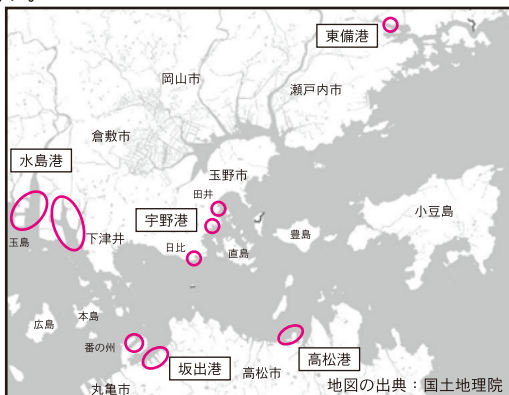 東備港
岡山市
瀬戸内市
倉敷市
水島港
玉野市
田井
宇野港
小豆島
玉島
下津井
日比
直島
豊島
本島
広島
番の州
坂出港
高松港
丸亀市
高松市
地図の出典：国土地理院